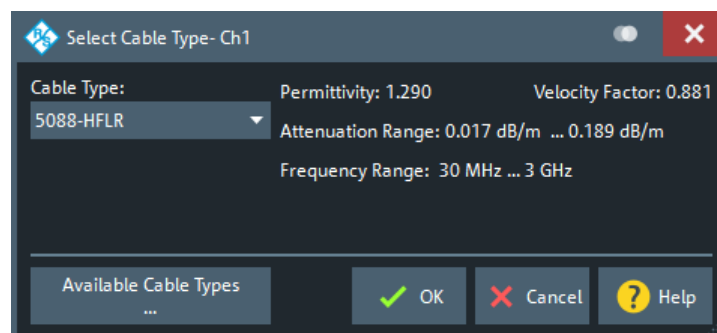 Select Cable Type- Ch1
Cable Type:
5088-HFLR
Permittivity: 1.290 Velocity Factor: 0.881
Attenuation Range: 0.017 dB/m ... 0.189 dB/m
Frequency Range: 30 MHz ... 3 GHz
Available Cable Types
...
OK
Cancel
Help